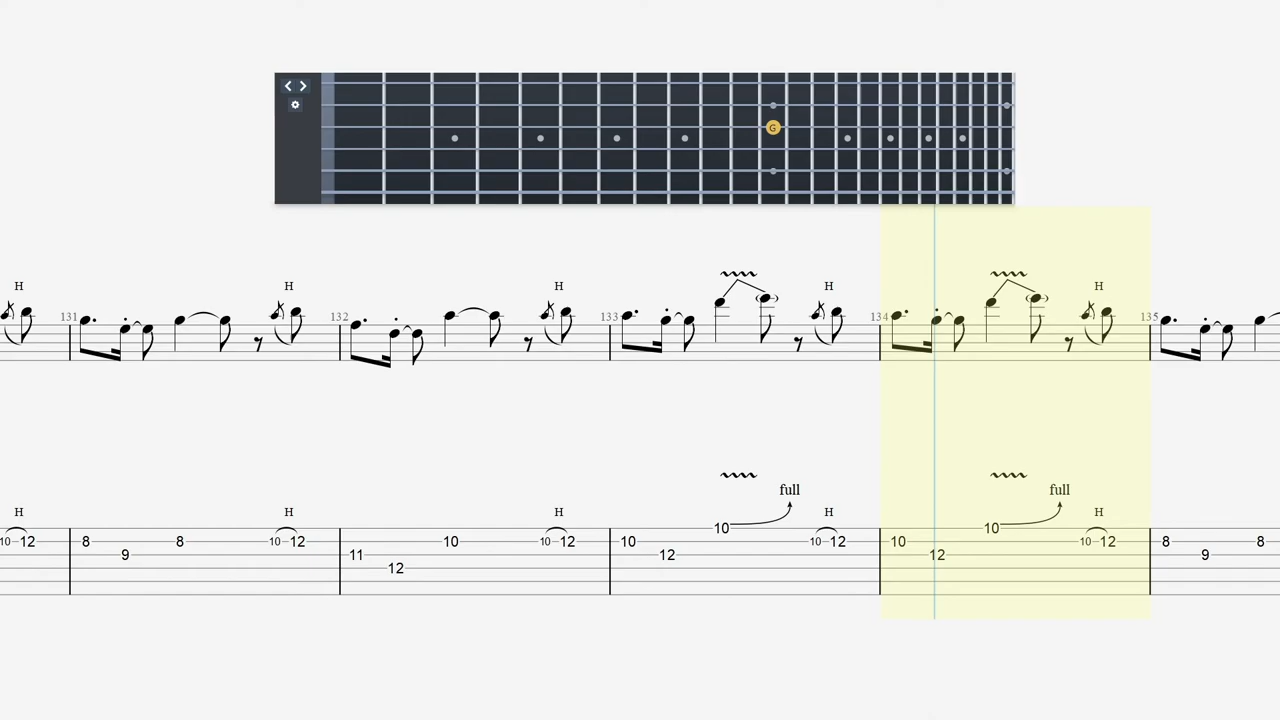 G
H H H H H
131 132 133 134 135
full full
H H H H H
10 10
10 12 8 8 10 12 10 10 12 10 10 12 10 10 12 8 8
9 11 12 12 9
12